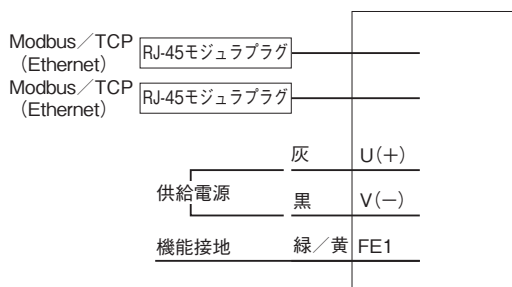 Modbus／TCP
（Ethernet）
RJ-45モジュラプラグ
Modbus／TCP
（Ethernet）
RJ-45モジュラプラグ
供給電源
灰 U（+）
黒 V（－）
機能接地 緑／黄 FE1